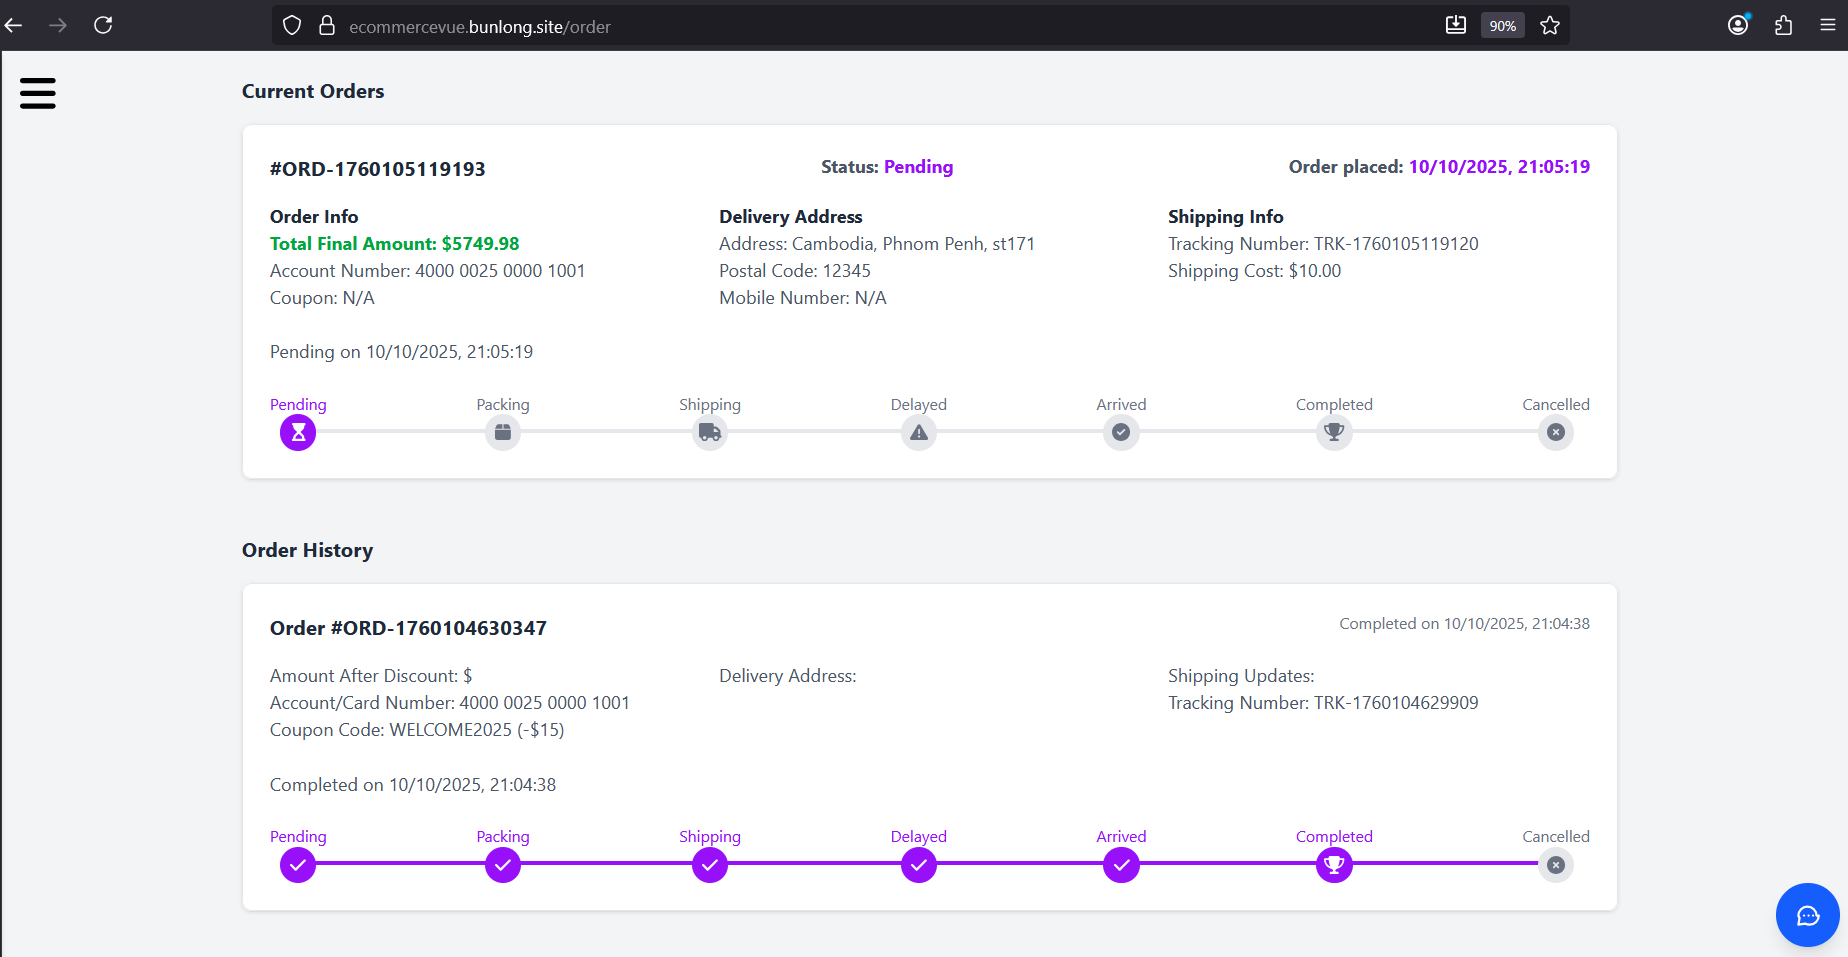 ecommercevue.bunlong.site/order
90%
Current Orders
#ORD-1760105119193
Status: Pending
Order placed: 10/10/2025, 21:05:19
Order Info
Total Final Amount: $5749.98
Account Number: 4000 0025 0000 1001
Coupon: N/A
Delivery Address
Address: Cambodia, Phnom Penh, st171
Postal Code: 12345
Mobile Number: N/A
Shipping Info
Tracking Number: TRK-1760105119120
Shipping Cost: $10.00
Pending on 10/10/2025, 21:05:19
Pending
Packing
Shipping
Delayed
Arrived
Completed
Cancelled
Order History
Order #ORD-1760104630347
Completed on 10/10/2025, 21:04:38
Amount After Discount: $
Account/Card Number: 4000 0025 0000 1001
Coupon Code: WELCOME2025 (-$15)
Delivery Address:
Shipping Updates:
Tracking Number: TRK-1760104629909
Completed on 10/10/2025, 21:04:38
Pending
Packing
Shipping
Delayed
Arrived
Completed
Cancelled